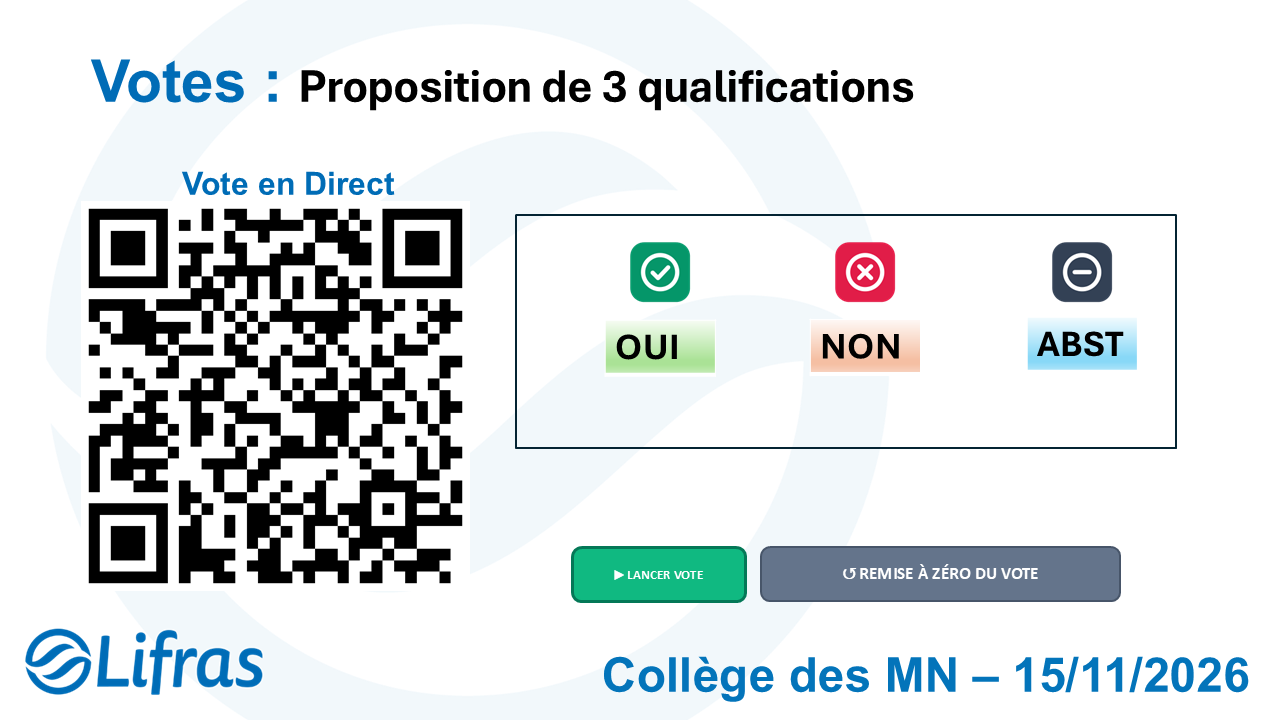 Votes : Proposition de 3 qualifications
Vote en Direct
OUI
NON
ABST
▶ LANCER VOTE
↺ REMISE À ZÉRO DU VOTE
Lifras
Collège des MN – 15/11/2026